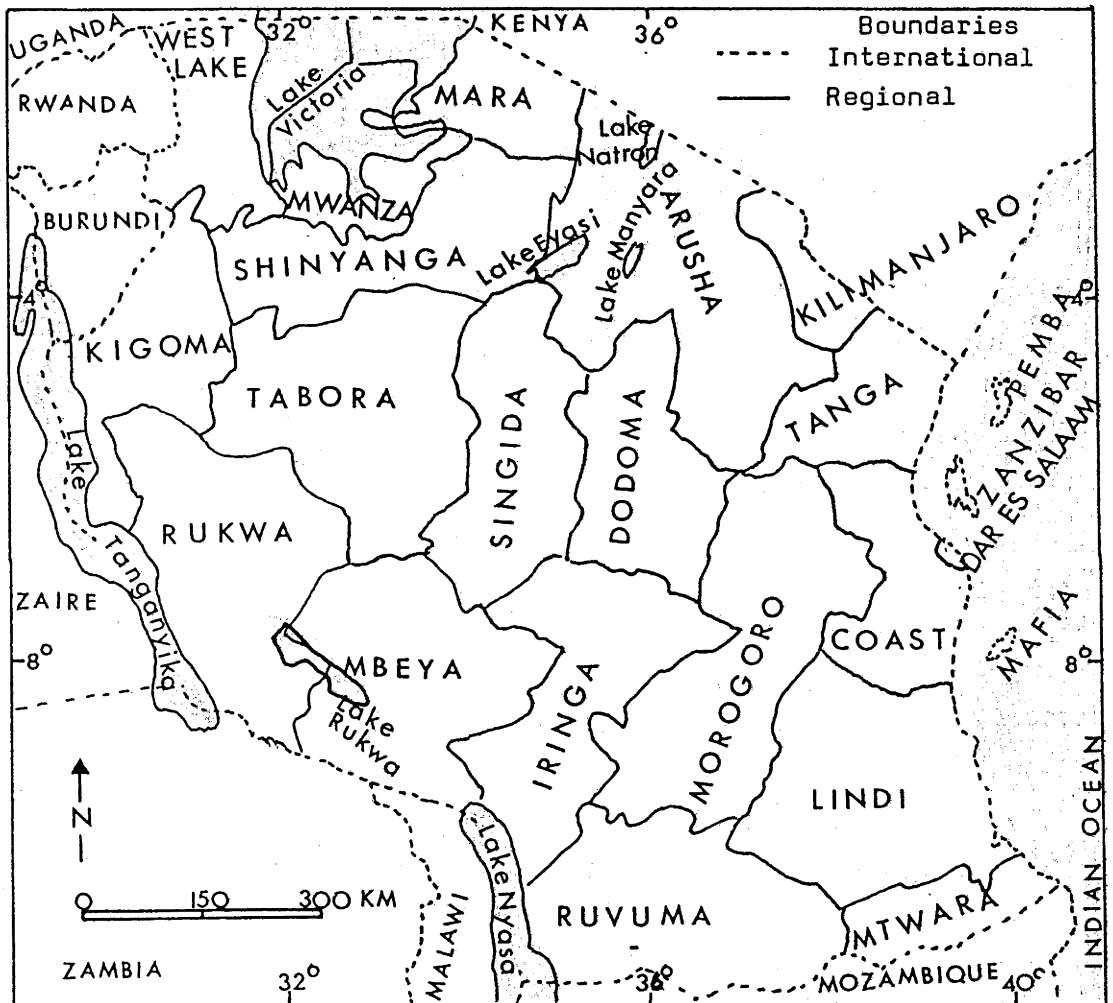 UGANDA
WEST
LAKE
32°
KENYA
36°
Boundaries
International
Regional
RWANDA
Lake
Victoria
MARA
Lake
Natron
BURUNDI
MWANZA
SHINYANGA
Lake Eyasi
Lake Manyara
ARUSHA
KILIMANJARO
4°
4°
KIGOMA
TABORA
SINGIDA
DODOMA
TANGA
PEMBA
ZANZIBAR
DAR ES SALAAM
Lake
Tanganyika
RUKWA
ZAIRE
8°
MBEYA
Lake
Rukwa
IRINGA
MOROGORO
COAST
MAFIA
8°
N
LINDI
INDIAN OCEAN
0 150 300 KM
Lake Nyasa
RUVUMA
MTWARA
MALAWI
ZAMBIA
32°
36°
MOZAMBIQUE
40°